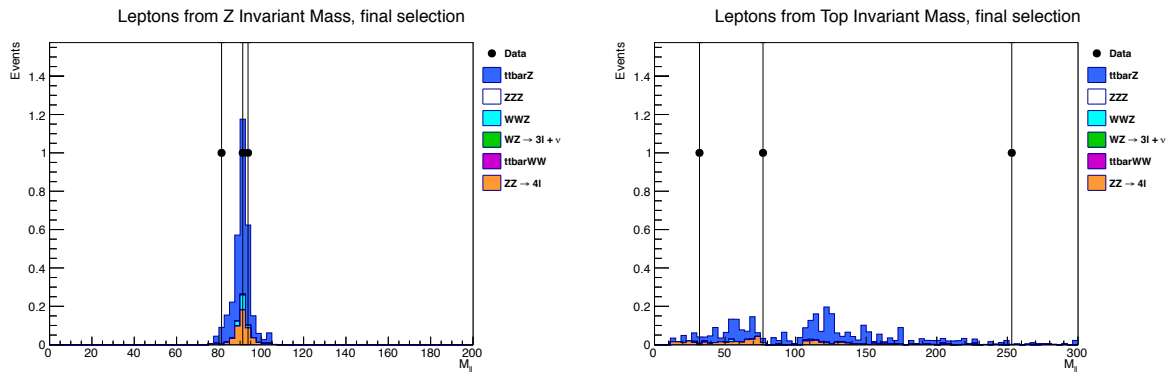 Leptons from Z Invariant Mass, final selection
Events
1.4
1.2
1
0.8
0.6
0.4
0.2
0
0 20 40 60 80 100 120 140 160 180 200
M_ll
Data
ttbarZ
ZZZ
WWZ
WZ → 3l + ν
ttbarWW
ZZ → 4l
Leptons from Top Invariant Mass, final selection
Events
1.4
1.2
1
0.8
0.6
0.4
0.2
0
0 50 100 150 200 250 300
M_ll
Data
ttbarZ
ZZZ
WWZ
WZ → 3l + ν
ttbarWW
ZZ → 4l